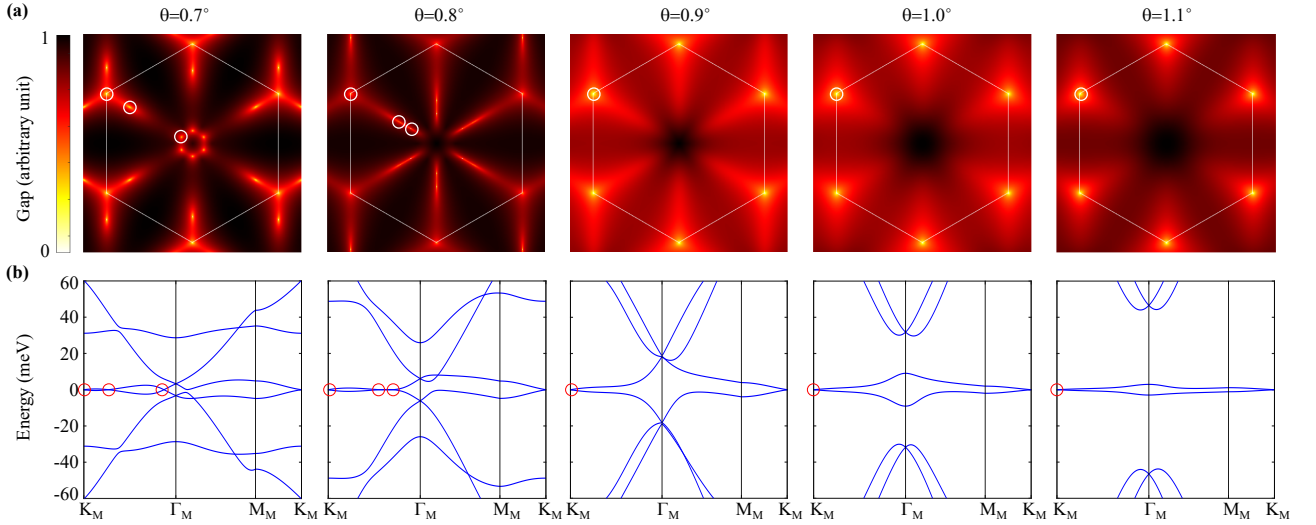 (a)
θ=0.7° θ=0.8° θ=0.9° θ=1.0° θ=1.1°
1
Gap (arbitrary unit)
0
(b)
60
40
20
0
-20
-40
-60
Energy (meV)
K_M Γ_M M_M K_M K_M Γ_M M_M K_M K_M Γ_M M_M K_M K_M Γ_M M_M K_M K_M Γ_M M_M K_M